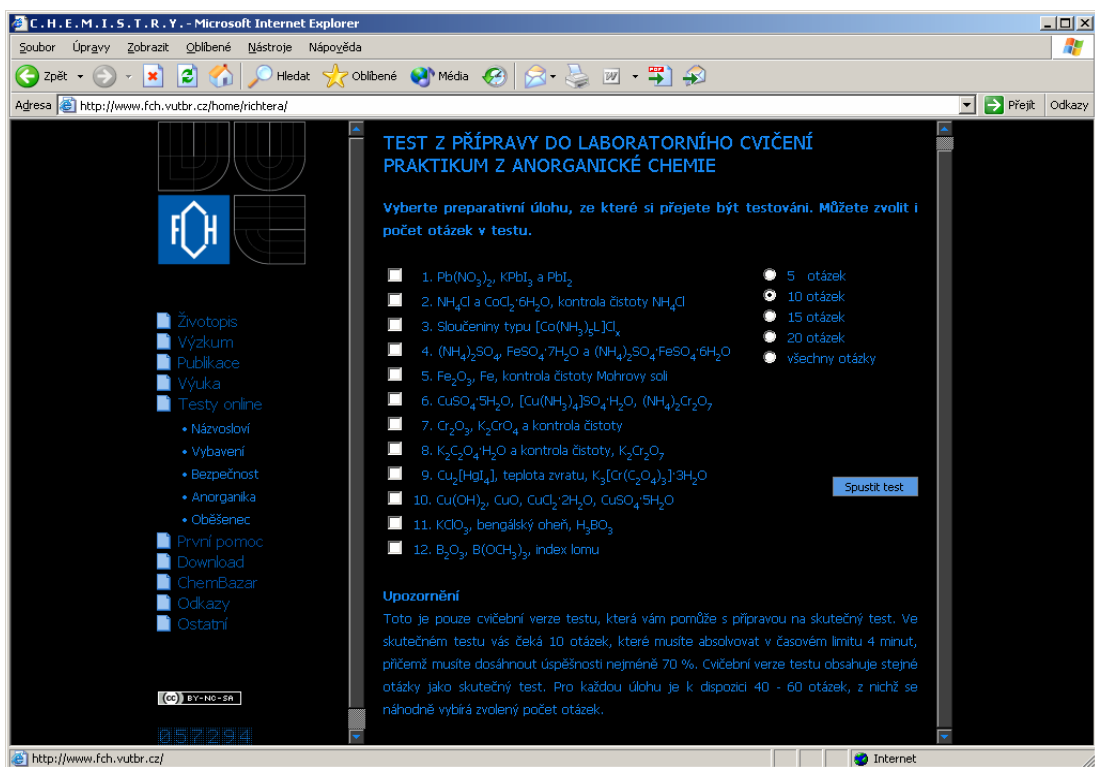 C.H.E.M.I.S.T.R.Y. - Microsoft Internet Explorer
Soubor Úpravy Zobrazit Oblíbené Nástroje Nápověda
Zpět Hledat Oblíbené Média
Adresa http://www.fch.vutbr.cz/home/richtera/ Přejít Odkazy
FCH
Životopis
Výzkum
Publikace
Výuka
Testy online
• Názvosloví
• Vybavení
• Bezpečnost
• Anorganika
• Oběšenec
První pomoc
Download
ChemBazar
Odkazy
Ostatní
(cc) BY-NC-SA
057294
TEST Z PŘÍPRAVY DO LABORATORNÍHO CVIČENÍ
PRAKTIKUM Z ANORGANICKÉ CHEMIE
Vyberte preparativní úlohu, ze které si přejete být testováni. Můžete zvolit i
počet otázek v testu.
1. Pb(NO₃)₂, KPbI₃ a PbI₂
2. NH₄Cl a CoCl₂·6H₂O, kontrola čistoty NH₄Cl
3. Sloučeniny typu [Co(NH₃)₅L]Clₓ
4. (NH₄)₂SO₄, FeSO₄·7H₂O a (NH₄)₂SO₄·FeSO₄·6H₂O
5. Fe₂O₃, Fe, kontrola čistoty Mohrovy soli
6. CuSO₄·5H₂O, [Cu(NH₃)₄]SO₄·H₂O, (NH₄)₂Cr₂O₇
7. Cr₂O₃, K₂CrO₄ a kontrola čistoty
8. K₂C₂O₄·H₂O a kontrola čistoty, K₂Cr₂O₇
9. Cu₂[HgI₄], teplota zvratu, K₃[Cr(C₂O₄)₃]·3H₂O
10. Cu(OH)₂, CuO, CuCl₂·2H₂O, CuSO₄·5H₂O
11. KClO₃, bengálský oheň, H₃BO₃
12. B₂O₃, B(OCH₃)₃, index lomu
5 otázek
10 otázek
15 otázek
20 otázek
všechny otázky
Spustit test
Upozornění
Toto je pouze cvičební verze testu, která vám pomůže s přípravou na skutečný test. Ve
skutečném testu vás čeká 10 otázek, které musíte absolvovat v časovém limitu 4 minut,
přičemž musíte dosáhnout úspěšnosti nejméně 70 %. Cvičební verze testu obsahuje stejné
otázky jako skutečný test. Pro každou úlohu je k dispozici 40 - 60 otázek, z nichž se
náhodně vybírá zvolený počet otázek.
http://www.fch.vutbr.cz/ Internet